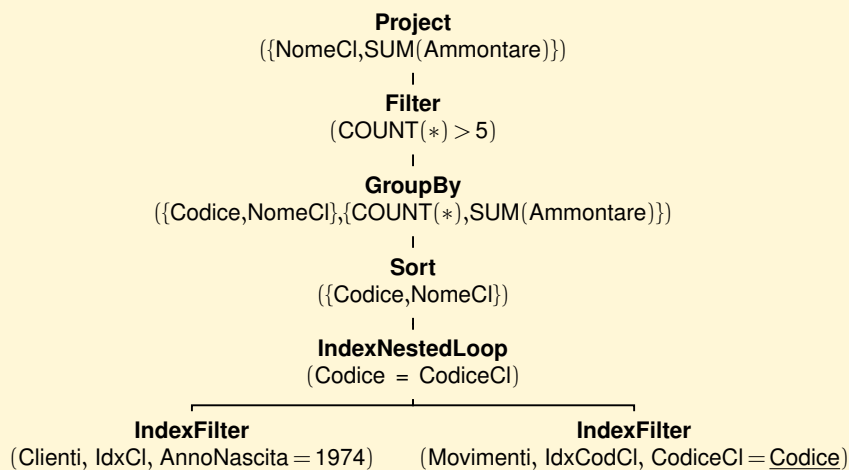 Project
({NomeCl,SUM(Ammontare)})
Filter
(COUNT(∗) > 5)
GroupBy
({Codice,NomeCl},{COUNT(∗),SUM(Ammontare)})
Sort
({Codice,NomeCl})
IndexNestedLoop
(Codice = CodiceCl)
IndexFilter
(Clienti, IdxCl, AnnoNascita = 1974)
IndexFilter
(Movimenti, IdxCodCl, CodiceCl = Codice)